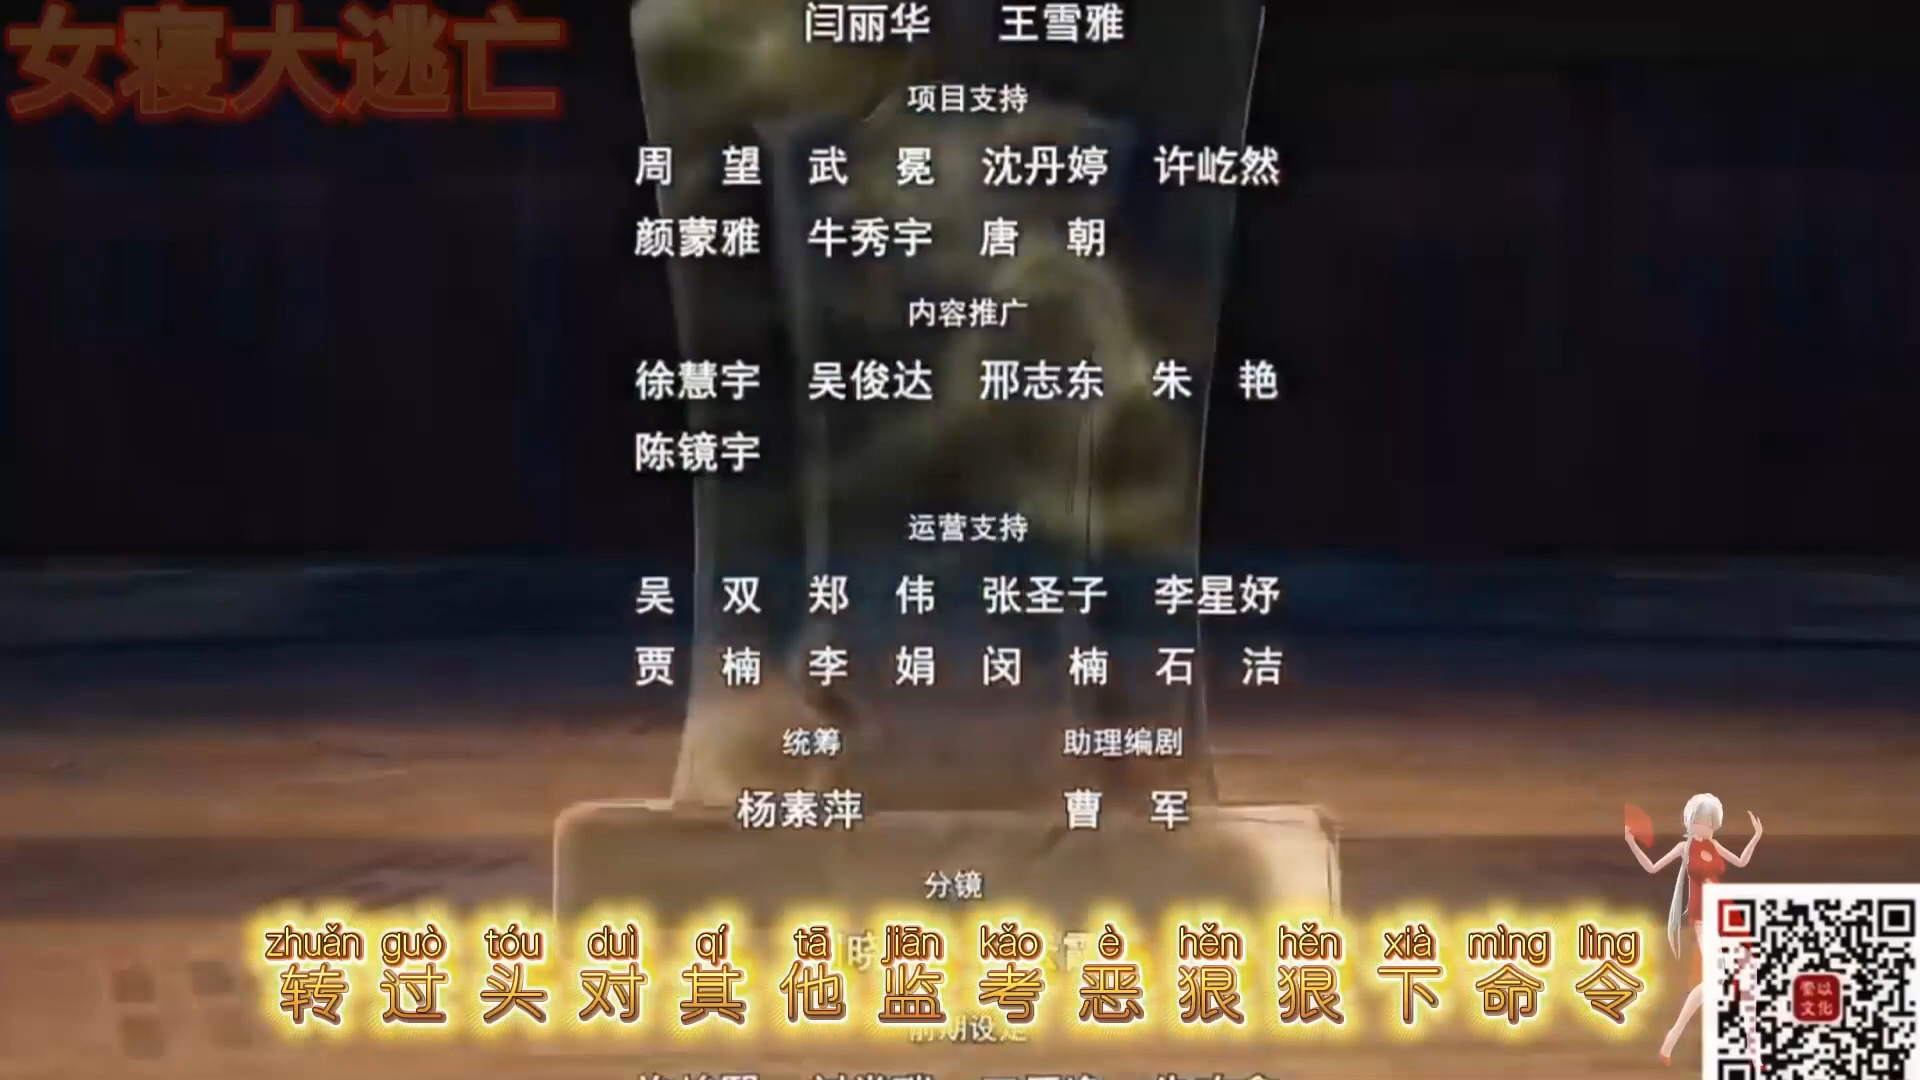 女寝大逃亡
闫丽华 王雪雅
项目支持
周 望 武 冕 沈丹婷 许屹然
颜蒙雅 牛秀宇 唐 朝
内容推广
徐慧宇 吴俊达 邢志东 朱 艳
陈镜宇
运营支持
吴 双 郑 伟 张圣子 李星妤
贾 楠 李 娟 闵 楠 石 洁
统筹 助理编剧
杨素萍 曹 军
分镜
zhuǎn guò tóu duì qí tā jiān kǎo è hěn hěn xià mìng lìng
转过头对其他监考恶狠狠下命令
前期设定